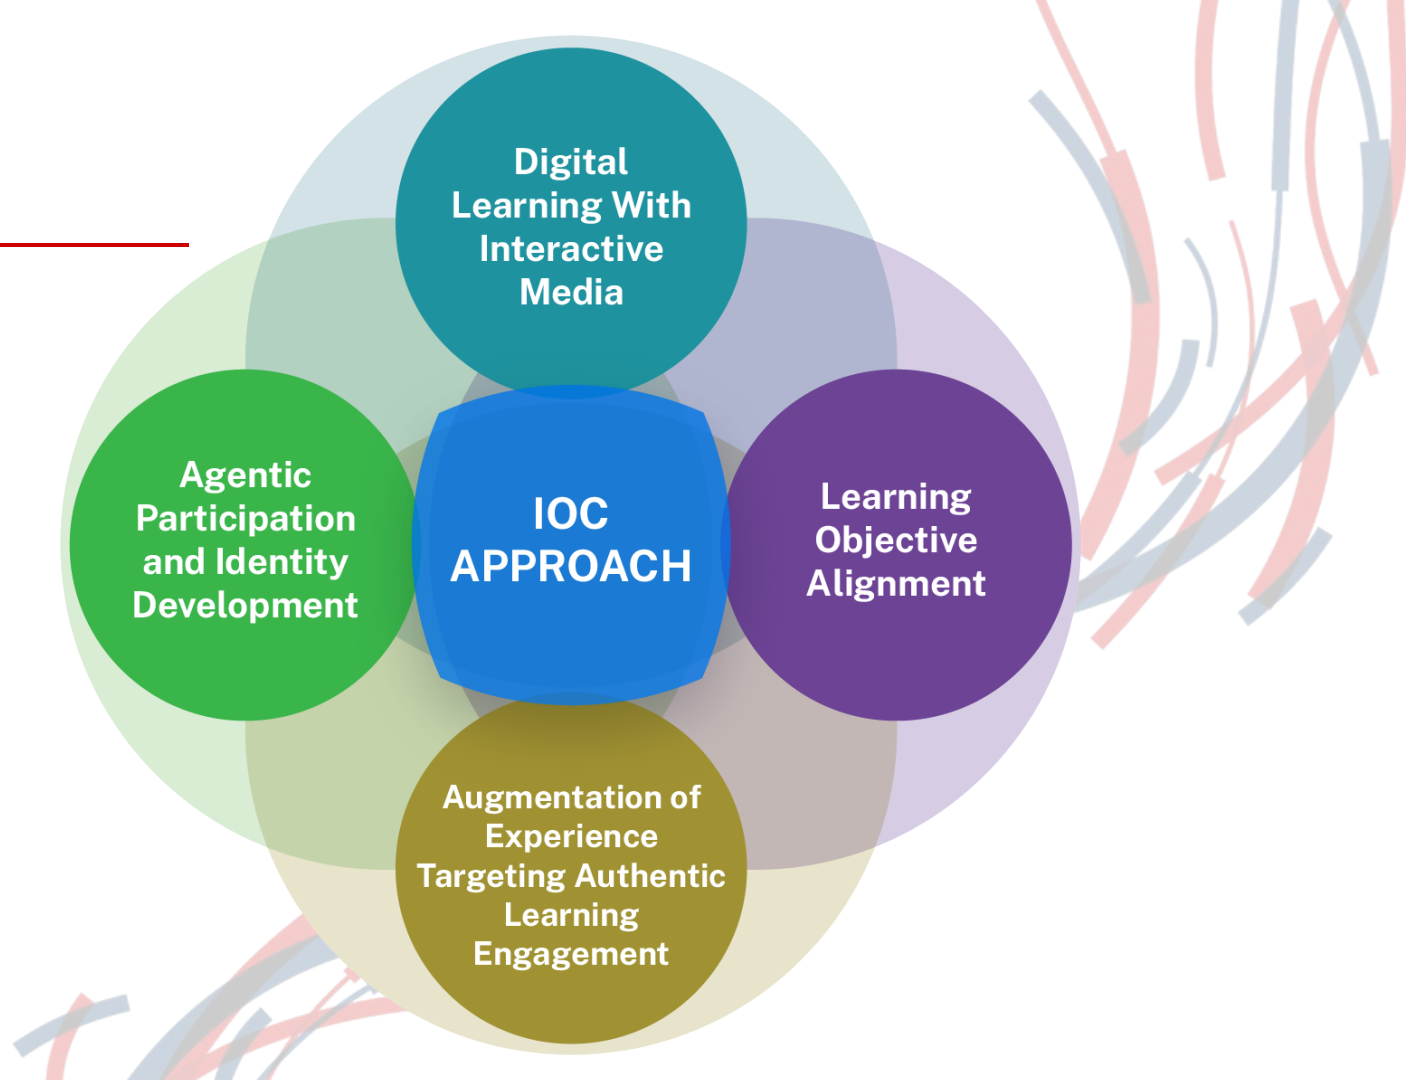 Digital
Learning With
Interactive
Media
Agentic
Participation
and Identity
Development
IOC
APPROACH
Learning
Objective
Alignment
Augmentation of
Experience
Targeting Authentic
Learning
Engagement